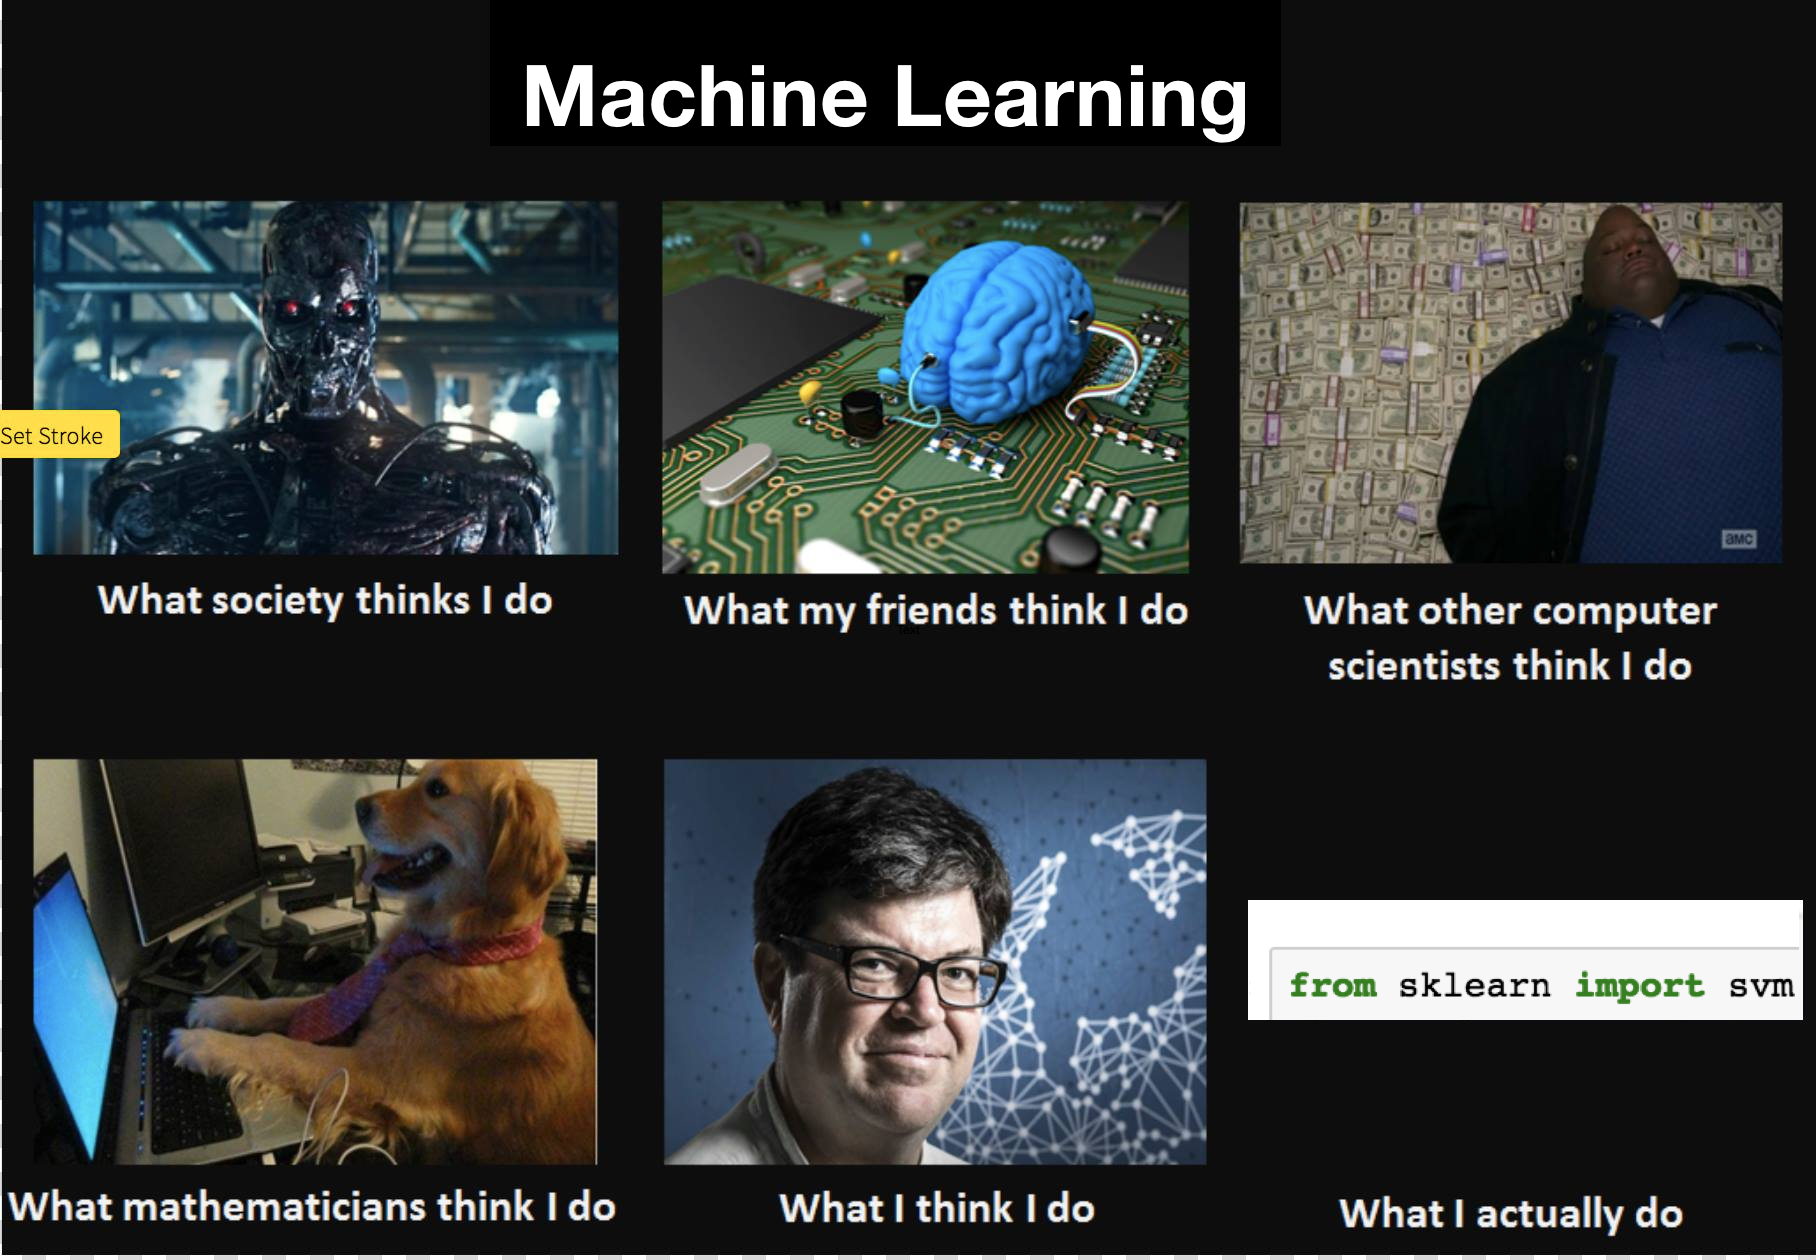 Machine Learning
Set Stroke
amc
What society thinks I do
What my friends think I do
Text
What other computer
scientists think I do
from sklearn import svm
What mathematicians think I do
What I think I do
What I actually do